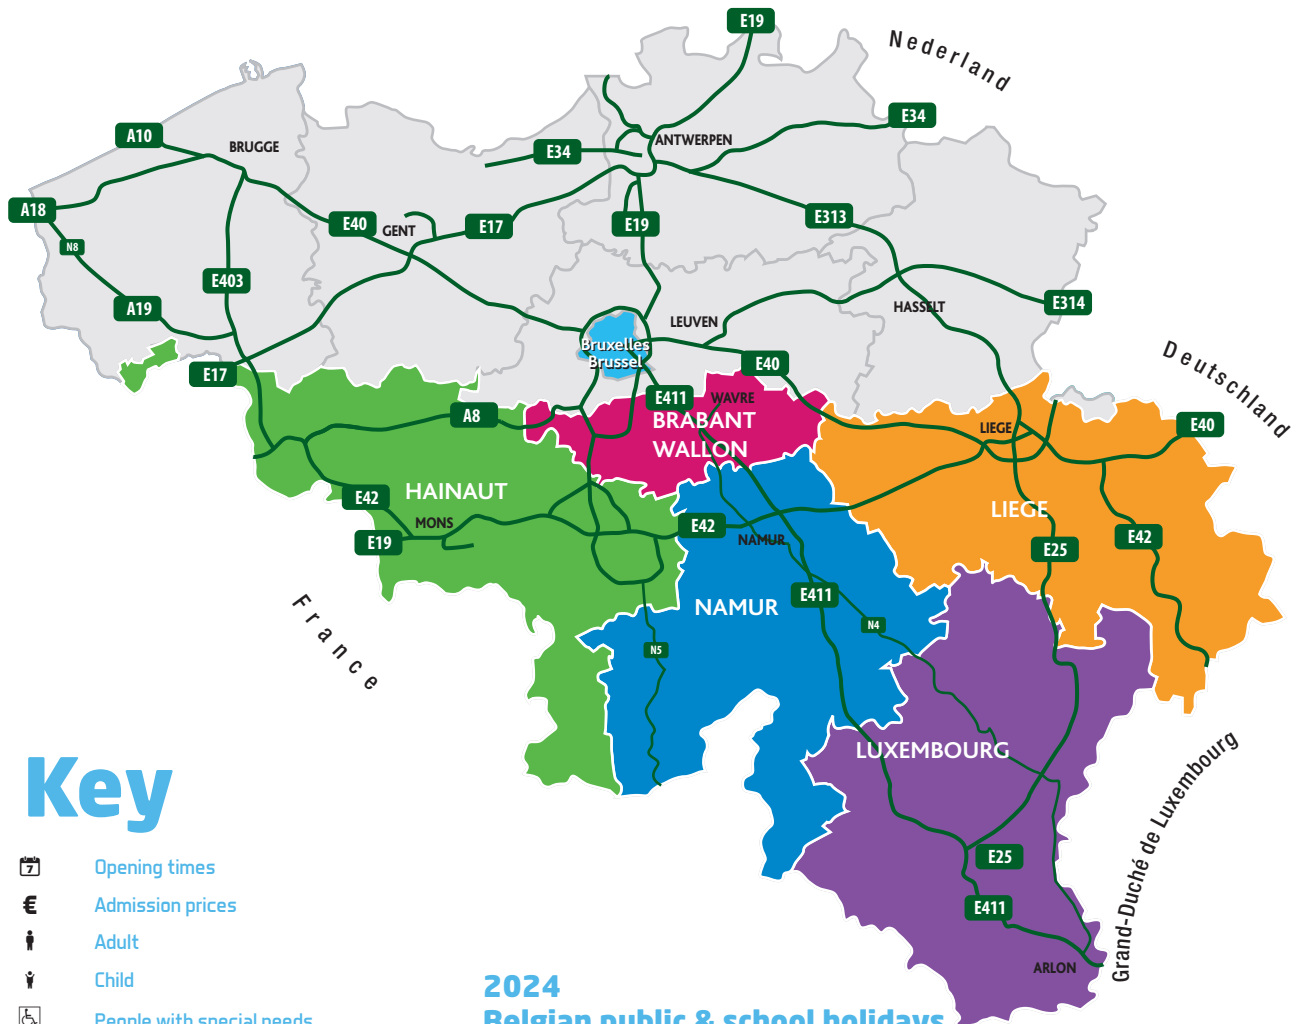 E19
Nederland
A10
BRUGGE
E34
ANTWERPEN
E34
A18
N8
E40
GENT
E17
E19
E313
E403
A19
LEUVEN
HASSELT
E314
Bruxelles
Brussel
Deutschland
E17
E40
E411
WAVRE
A8
BRABANT
WALLON
LIEGE
E40
HAINAUT
E42
MONS
E19
E42
NAMUR
LIEGE
E25
E42
France
NAMUR
E411
N4
N5
LUXEMBOURG
Grand-Duché de Luxembourg
E25
E411
ARLON
Key
7
Opening times
€
Admission prices
Adult
Child
People with special needs
2024
Belgian public & school holidays